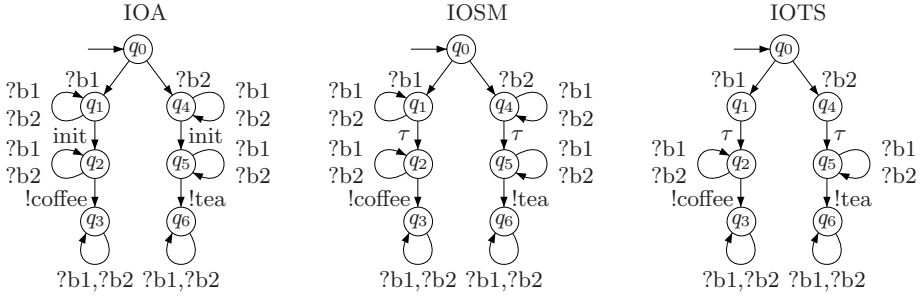 IOA IOSM IOTS
q0 q0 q0
?b1 ?b2 ?b1 ?b2 ?b1 ?b2
?b1 q1 q4 ?b1 ?b1 q1 q4 ?b1 q1 q4
?b2 ?b2 ?b2 ?b2
init init τ τ τ τ
?b1 q2 q5 ?b1 ?b1 q2 q5 ?b1 ?b1 q2 q5 ?b1
?b2 ?b2 ?b2 ?b2 ?b2 ?b2
!coffee !tea !coffee !tea !coffee !tea
q3 q6 q3 q6 q3 q6
?b1,?b2 ?b1,?b2 ?b1,?b2 ?b1,?b2 ?b1,?b2 ?b1,?b2